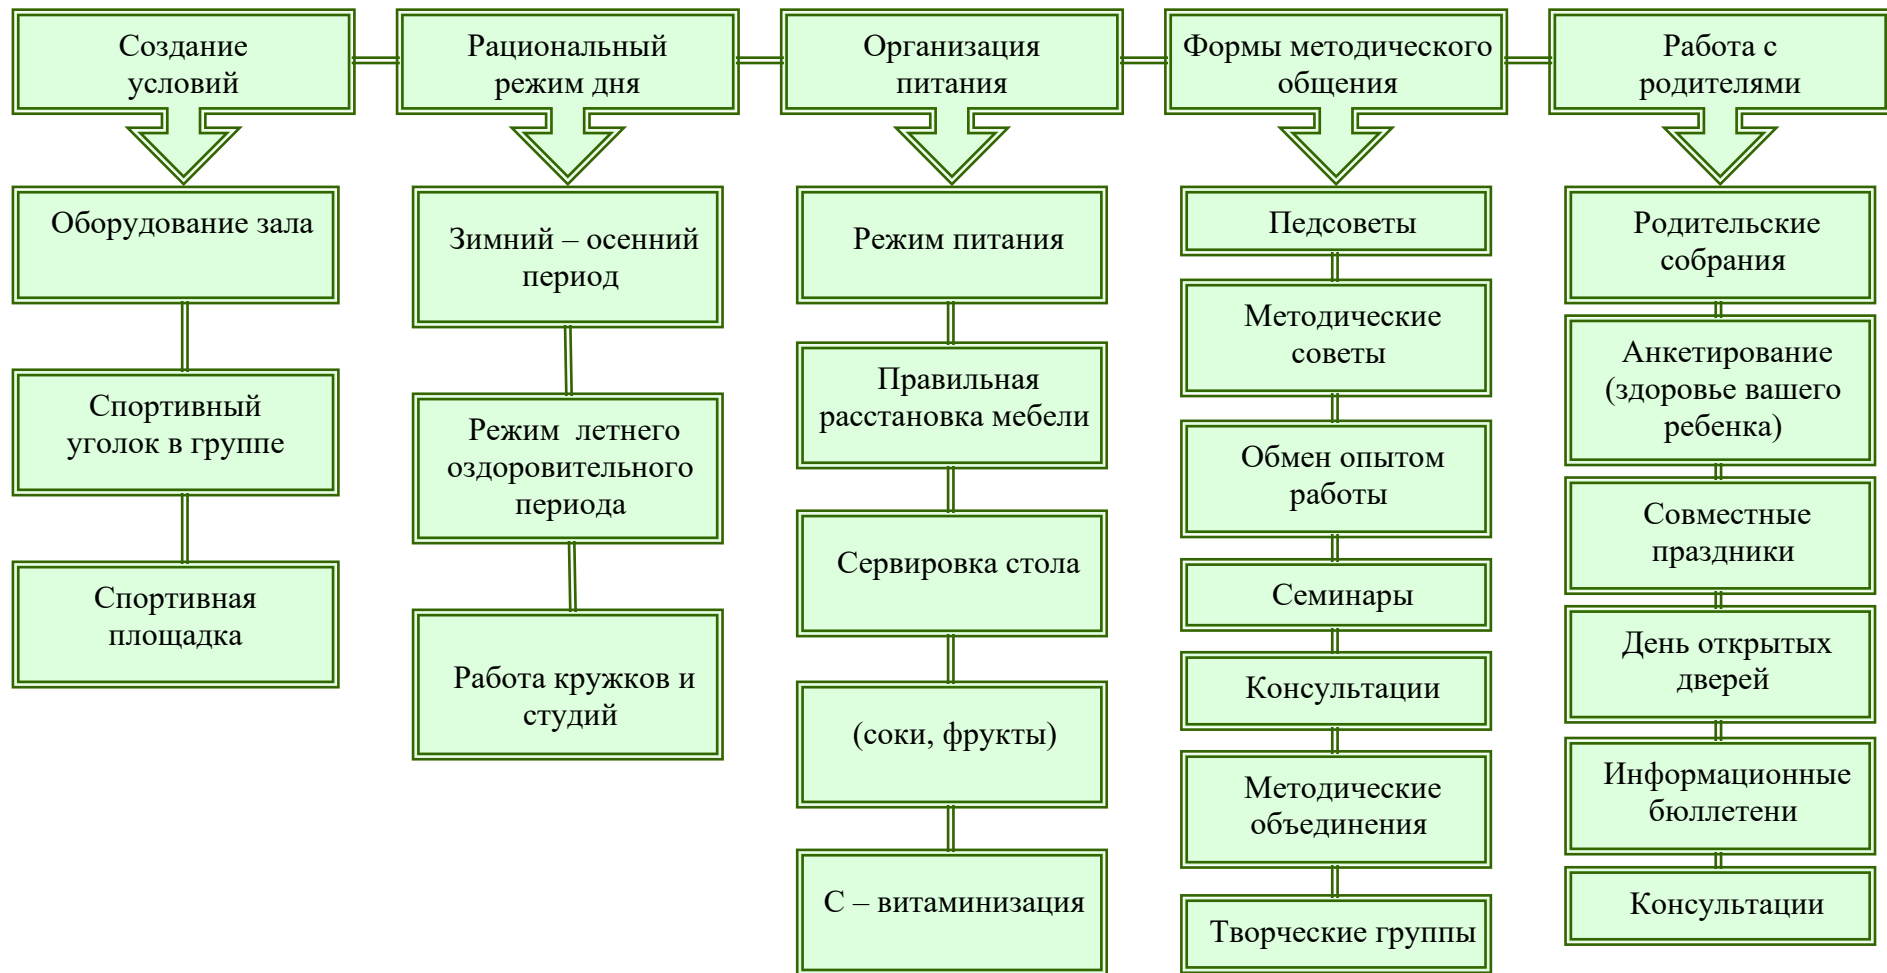 Создание
условий
Рациональный
режим дня
Организация
питания
Формы методического
общения
Работа с
родителями
Оборудование зала
Спортивный
уголок в группе
Спортивная
площадка
Зимний – осенний
период
Режим летнего
оздоровительного
периода
Работа кружков и
студий
Режим питания
Правильная
расстановка мебели
Сервировка стола
(соки, фрукты)
С – витаминизация
Педсоветы
Методические
советы
Обмен опытом
работы
Семинары
Консультации
Методические
объединения
Творческие группы
Родительские
собрания
Анкетирование
(здоровье вашего
ребенка)
Совместные
праздники
День открытых
дверей
Информационные
бюллетени
Консультации